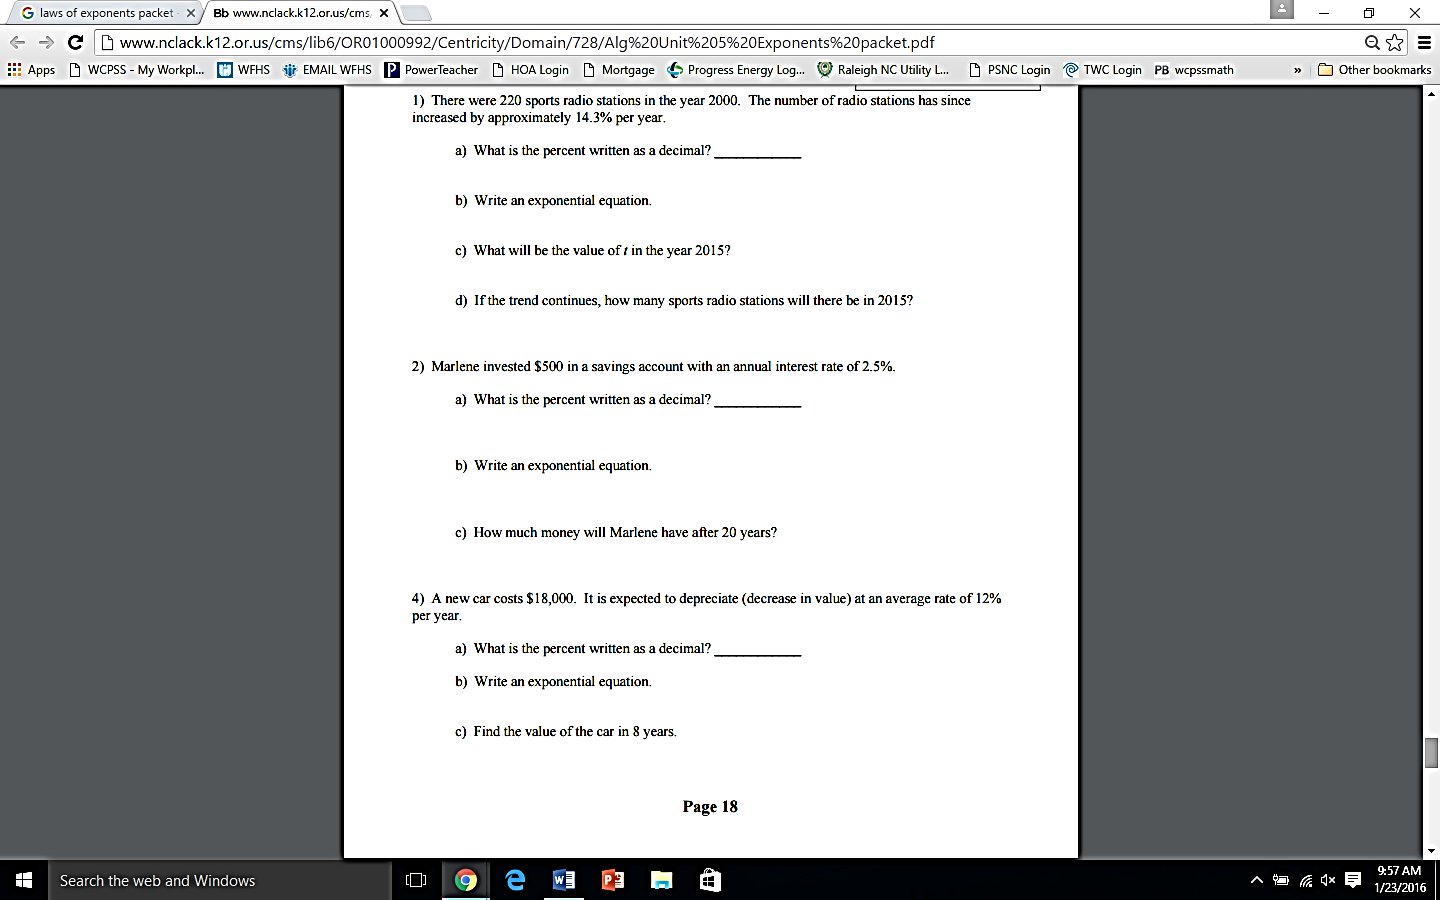 laws of exponents packet
Bb www.nclack.k12.or.us/cms
www.nclack.k12.or.us/cms/lib6/OR01000992/Centricity/Domain/728/Alg%20Unit%205%20Exponents%20packet.pdf
Apps WCPSS - My Workpl... WFHS EMAIL WFHS PowerTeacher HOA Login Mortgage Progress Energy Log... Raleigh NC Utility L... PSNC Login TWC Login PB wcpssmath » Other bookmarks
1) There were 220 sports radio stations in the year 2000. The number of radio stations has since
increased by approximately 14.3% per year.
a) What is the percent written as a decimal? ____________
b) Write an exponential equation.
c) What will be the value of t in the year 2015?
d) If the trend continues, how many sports radio stations will there be in 2015?
2) Marlene invested $500 in a savings account with an annual interest rate of 2.5%.
a) What is the percent written as a decimal? ____________
b) Write an exponential equation.
c) How much money will Marlene have after 20 years?
4) A new car costs $18,000. It is expected to depreciate (decrease in value) at an average rate of 12%
per year.
a) What is the percent written as a decimal? ____________
b) Write an exponential equation.
c) Find the value of the car in 8 years.
Page 18
Search the web and Windows
9:57 AM
1/23/2016